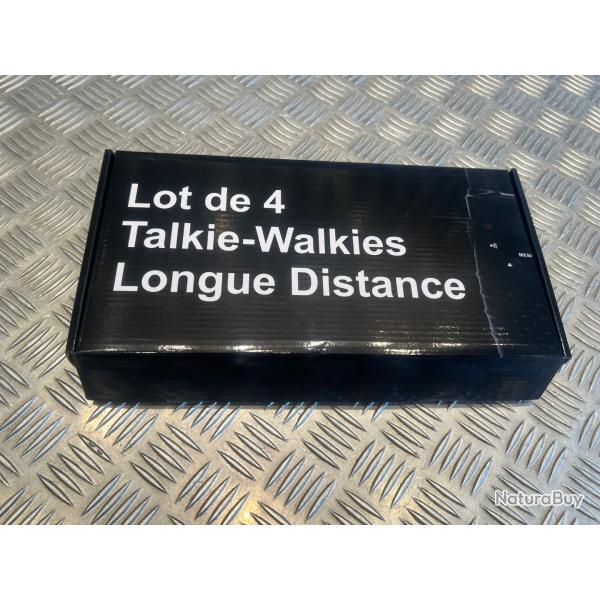 Lot de 4
Talkie-Walkies
Longue Distance
MENU
NaturaBuy